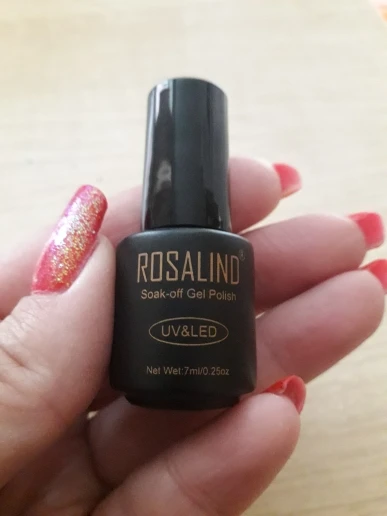 ROSALIND®
Soak-off Gel Polish
UV&LED
Net Wet:7ml/0.25oz